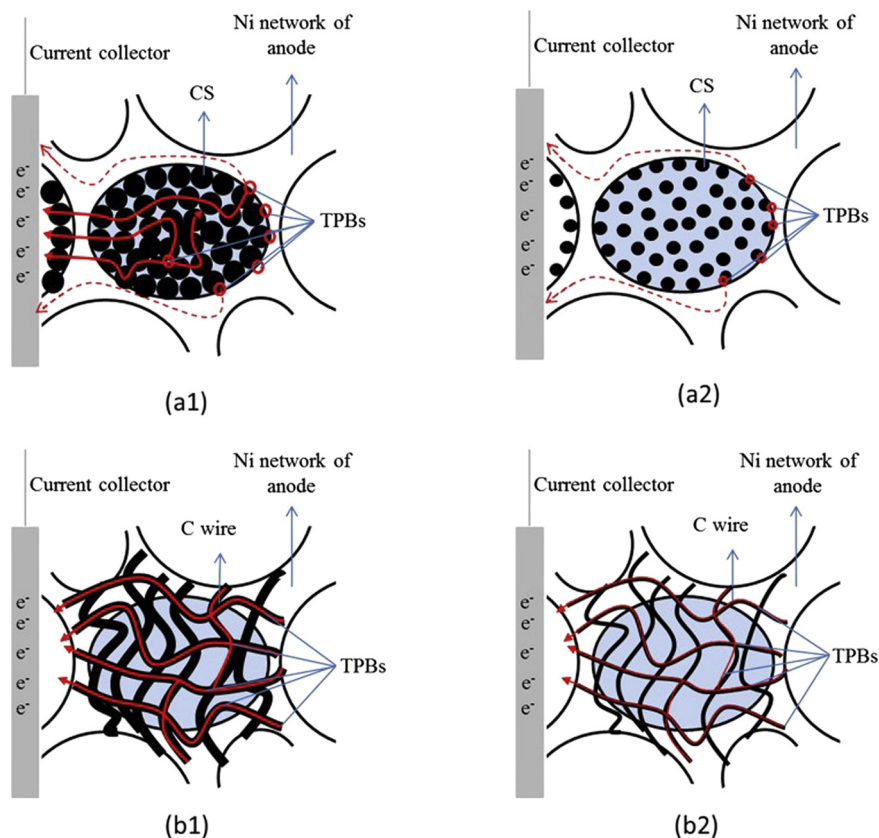 Ni network of
anode
Current collector
CS
e-
e-
e-
e-
e-
TPBs
(a1)
Ni network of
anode
Current collector
CS
e-
e-
e-
e-
e-
TPBs
(a2)
Ni network of
anode
Current collector
C wire
e-
e-
e-
e-
e-
TPBs
(b1)
Ni network of
anode
Current collector
C wire
e-
e-
e-
e-
e-
TPBs
(b2)